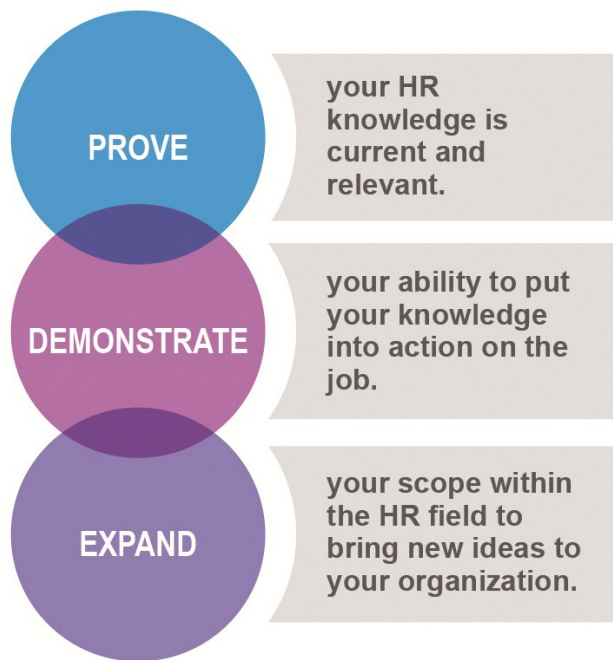 PROVE
your HR
knowledge is
current and
relevant.
DEMONSTRATE
your ability to put
your knowledge
into action on the
job.
EXPAND
your scope within
the HR field to
bring new ideas to
your organization.